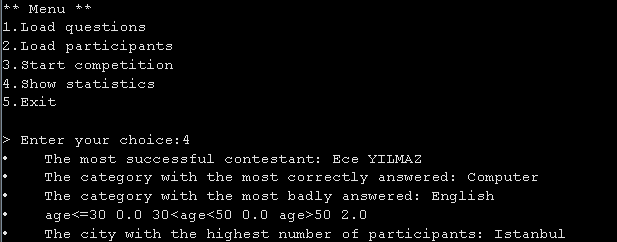 ** Menu **
1.Load questions
2.Load participants
3.Start competition
4.Show statistics
5.Exit
> Enter your choice:4
• The most successful contestant: Ece YILMAZ
• The category with the most correctly answered: Computer
• The category with the most badly answered: English
• age<=30 0.0 30<age<50 0.0 age>50 2.0
• The city with the highest number of participants: Istanbul